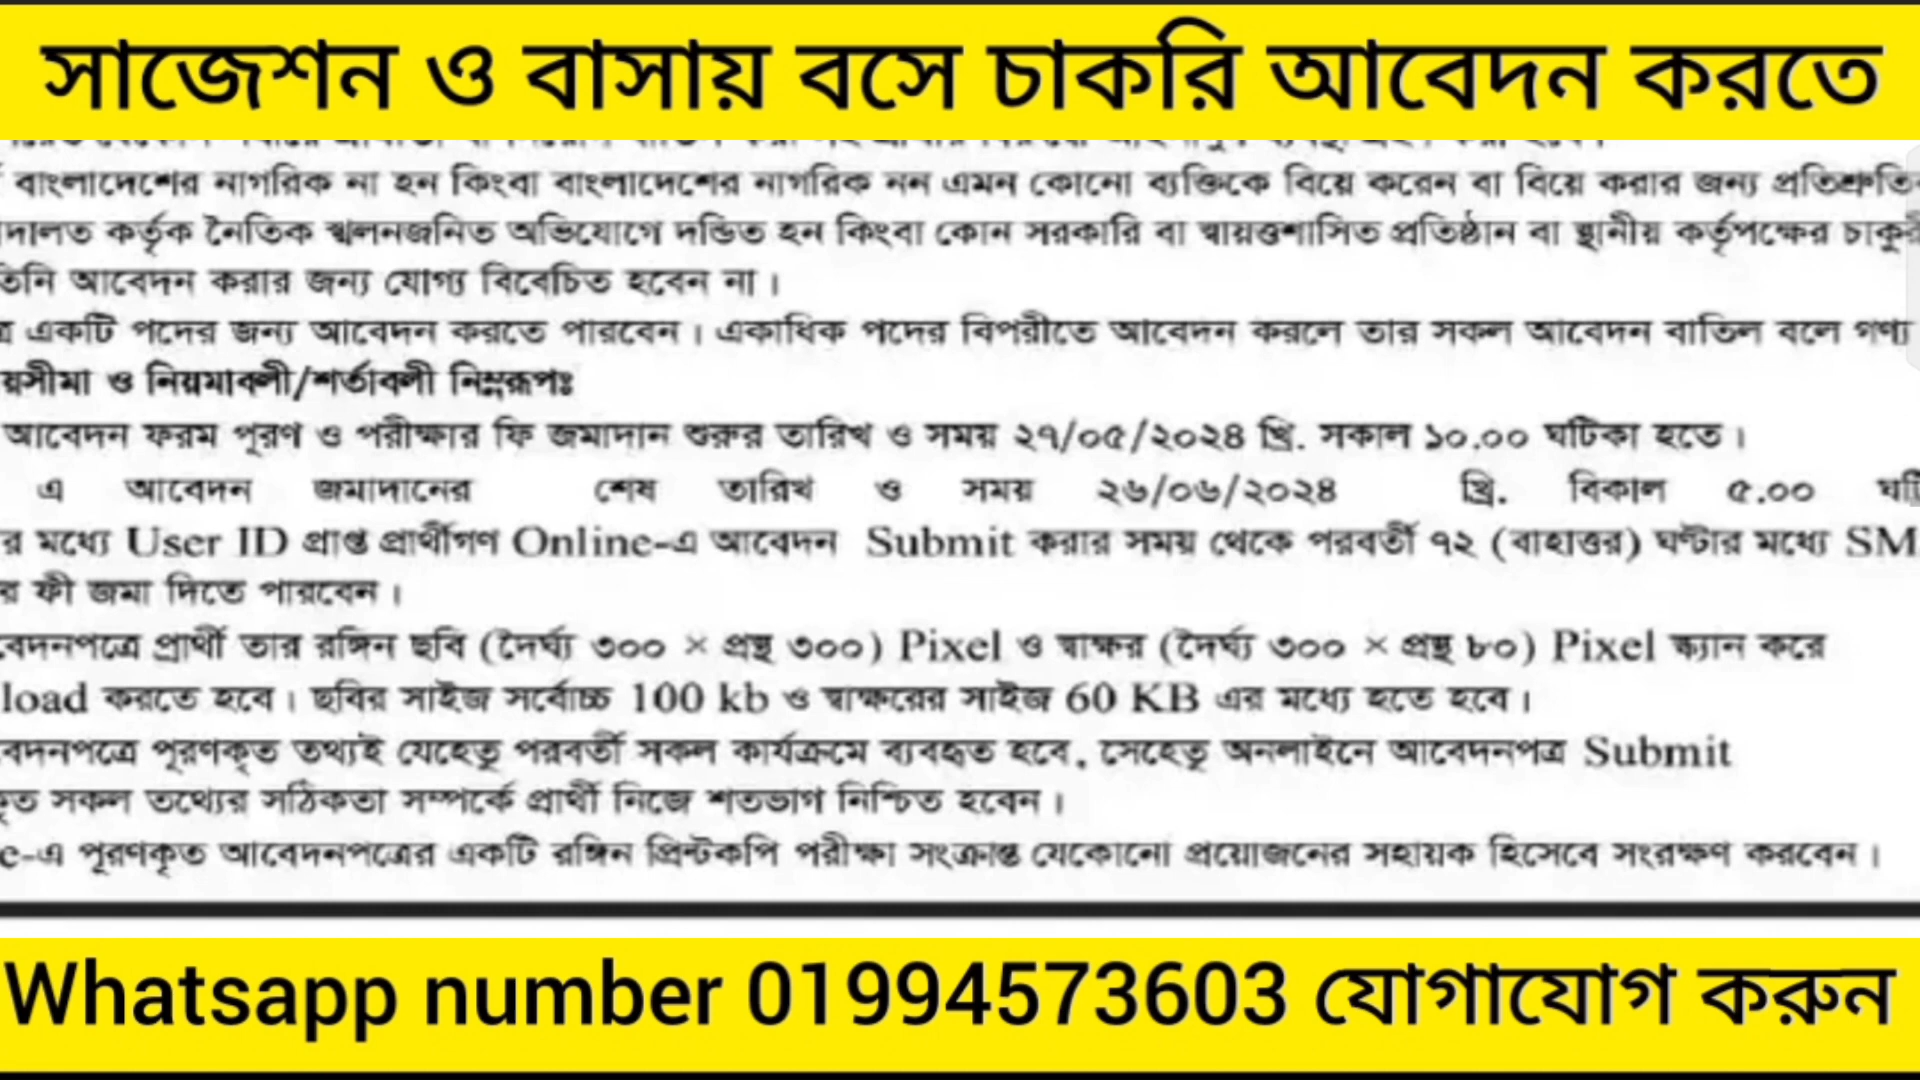 সাজেশন ও বাসায় বসে চাকরি আবেদন করতে
বাংলাদেশের নাগরিক না হন কিংবা বাংলাদেশের নাগরিক নন এমন কোনো ব্যক্তিকে বিয়ে করেন বা বিয়ে করার জন্য প্রতিশ্রুতি
দালত কর্তৃক নৈতিক স্খলনজনিত অভিযোগে দন্ডিত হন কিংবা কোন সরকারি বা স্বায়ত্তশাসিত প্রতিষ্ঠান বা স্থানীয় কর্তৃপক্ষের চাকুরী
তিনি আবেদন করার জন্য যোগ্য বিবেচিত হবেন না।
একটি পদের জন্য আবেদন করতে পারবেন। একাধিক পদের বিপরীতে আবেদন করলে তার সকল আবেদন বাতিল বলে গণ্য
য়সীমা ও নিয়মাবলী/শর্তাবলী নিম্নরূপঃ
আবেদন ফরম পূরণ ও পরীক্ষার ফি জমাদান শুরুর তারিখ ও সময় ২৭/০৫/২০২৪ খ্রি. সকাল ১০.০০ ঘটিকা হতে।
এ আবেদন জমাদানের শেষ তারিখ ও সময় ২৬/০৬/২০২৪ খ্রি. বিকাল ৫.০০ ঘটি
র মধ্যে User ID প্রাপ্ত প্রার্থীগণ Online-এ আবেদন Submit করার সময় থেকে পরবর্তী ৭২ (বাহাত্তর) ঘণ্টার মধ্যে SM
র ফী জমা দিতে পারবেন।
বেদনপত্রে প্রার্থী তার রঙ্গিন ছবি (দৈর্ঘ্য ৩০০ × প্রস্থ ৩০০) Pixel ও স্বাক্ষর (দৈর্ঘ্য ৩০০ × প্রস্থ ৮০) Pixel স্ক্যান করে
load করতে হবে। ছবির সাইজ সর্বোচ্চ 100 kb ও স্বাক্ষরের সাইজ 60 KB এর মধ্যে হতে হবে।
বেদনপত্রে পূরণকৃত তথ্যই যেহেতু পরবর্তী সকল কার্যক্রমে ব্যবহৃত হবে, সেহেতু অনলাইনে আবেদনপত্র Submit
কৃত সকল তথ্যের সঠিকতা সম্পর্কে প্রার্থী নিজে শতভাগ নিশ্চিত হবেন।
e-এ পূরণকৃত আবেদনপত্রের একটি রঙ্গিন প্রিন্টকপি পরীক্ষা সংক্রান্ত যেকোনো প্রয়োজনের সহায়ক হিসেবে সংরক্ষণ করবেন।
Whatsapp number 01994573603 যোগাযোগ করুন